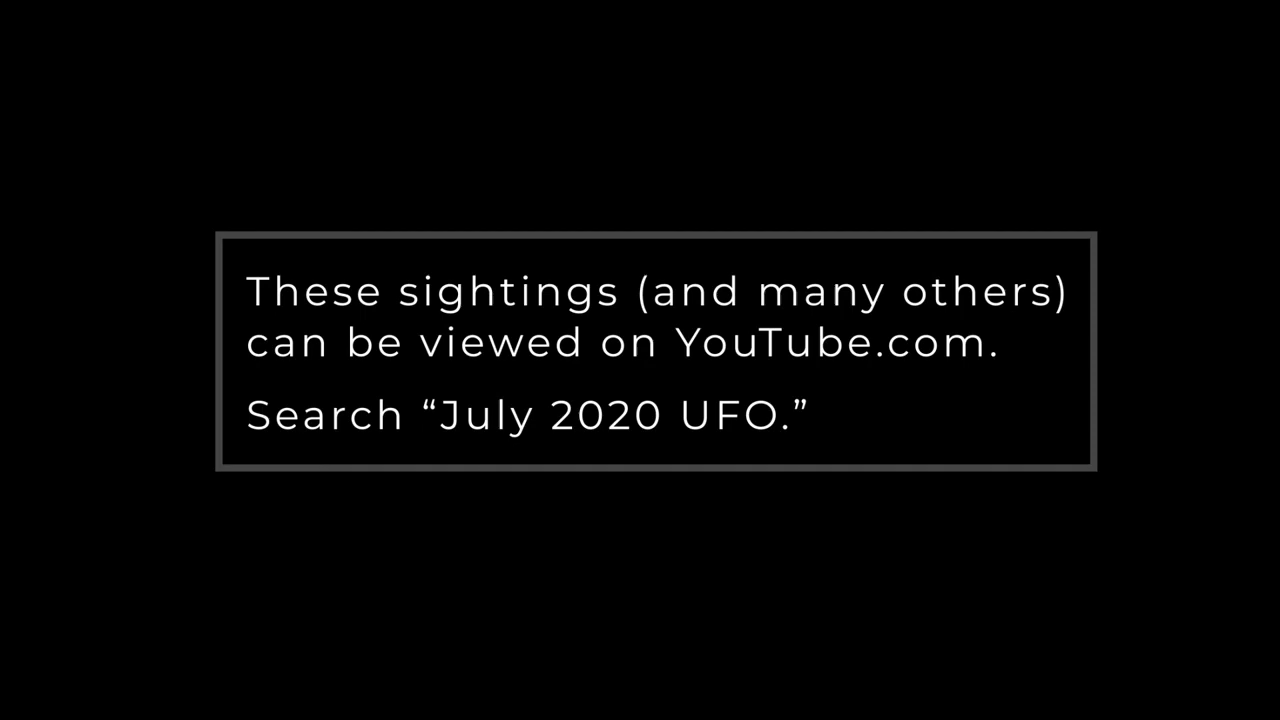 These sightings (and many others)
can be viewed on YouTube.com.
Search “July 2020 UFO.”